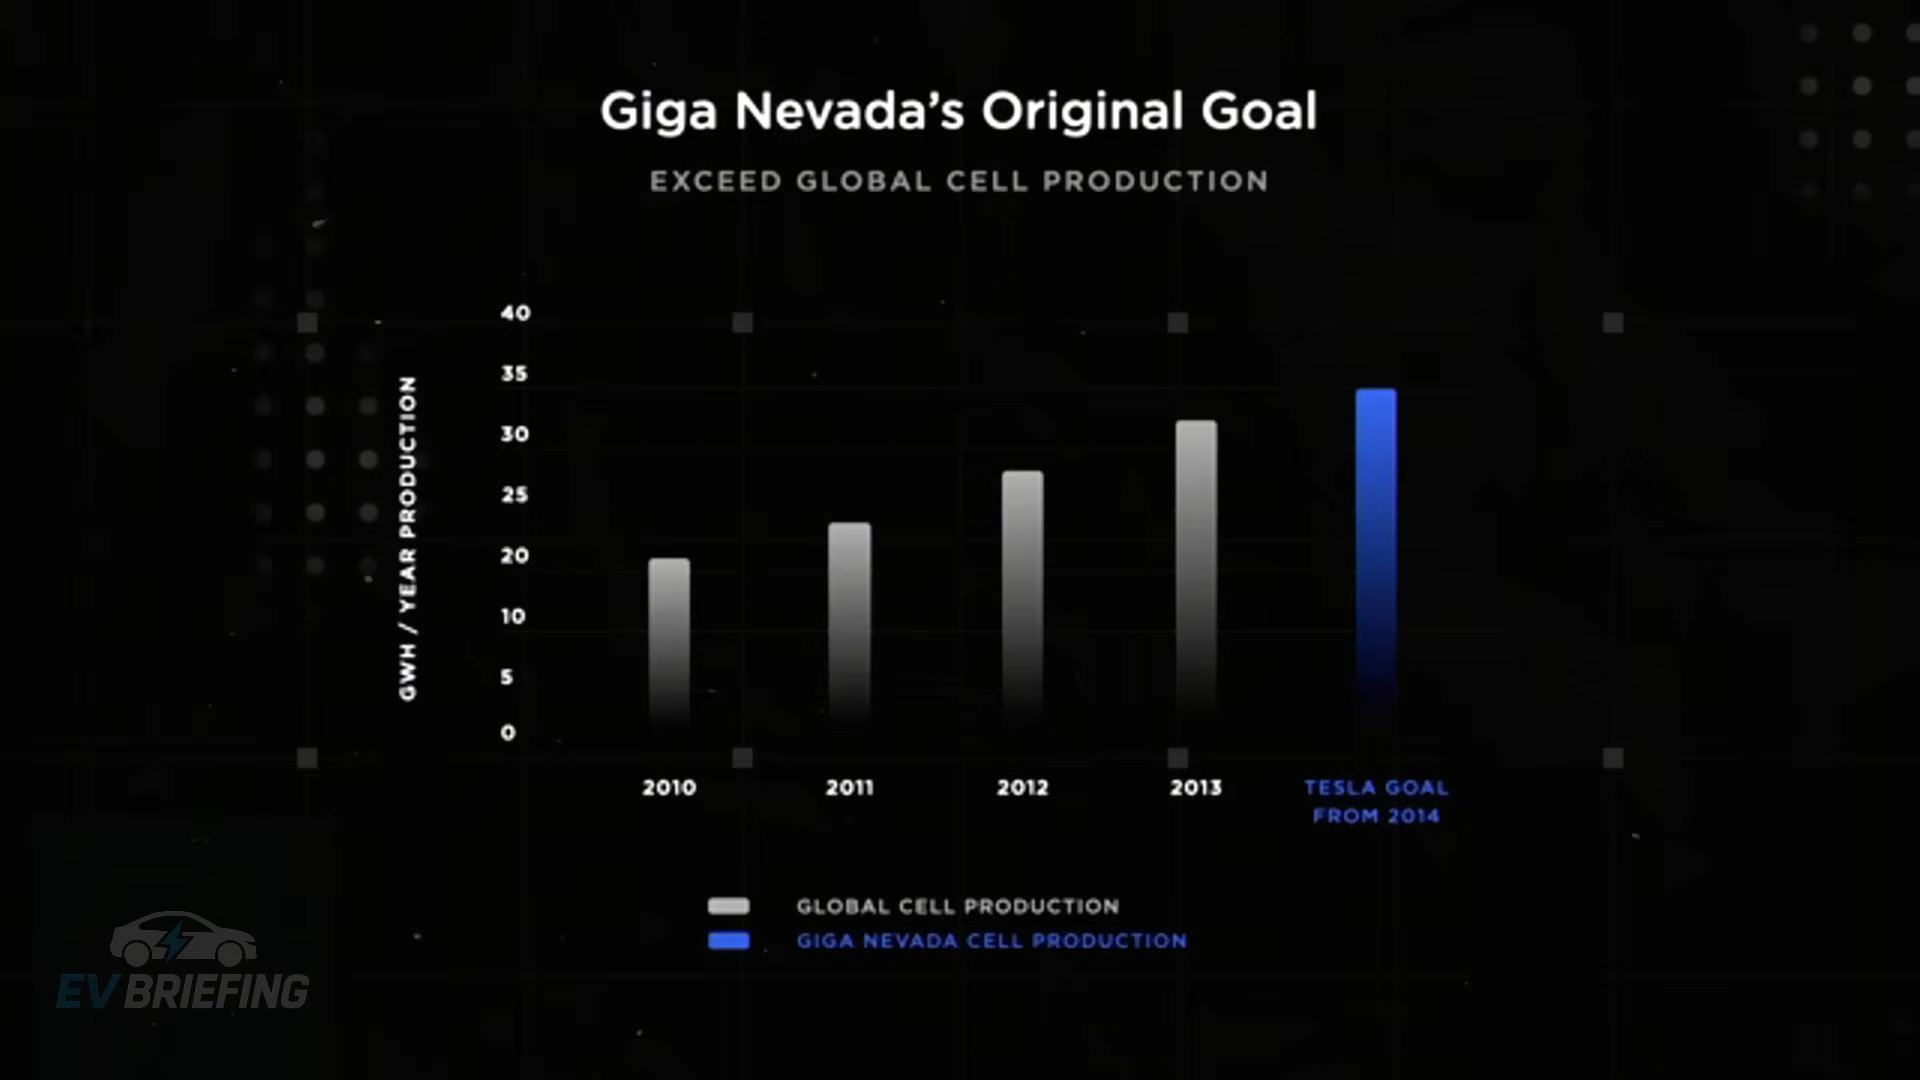 Giga Nevada’s Original Goal
EXCEED GLOBAL CELL PRODUCTION
GWH / YEAR PRODUCTION
40
35
30
25
20
10
5
0
2010
2011
2012
2013
TESLA GOAL
FROM 2014
GLOBAL CELL PRODUCTION
GIGA NEVADA CELL PRODUCTION
EV BRIEFING